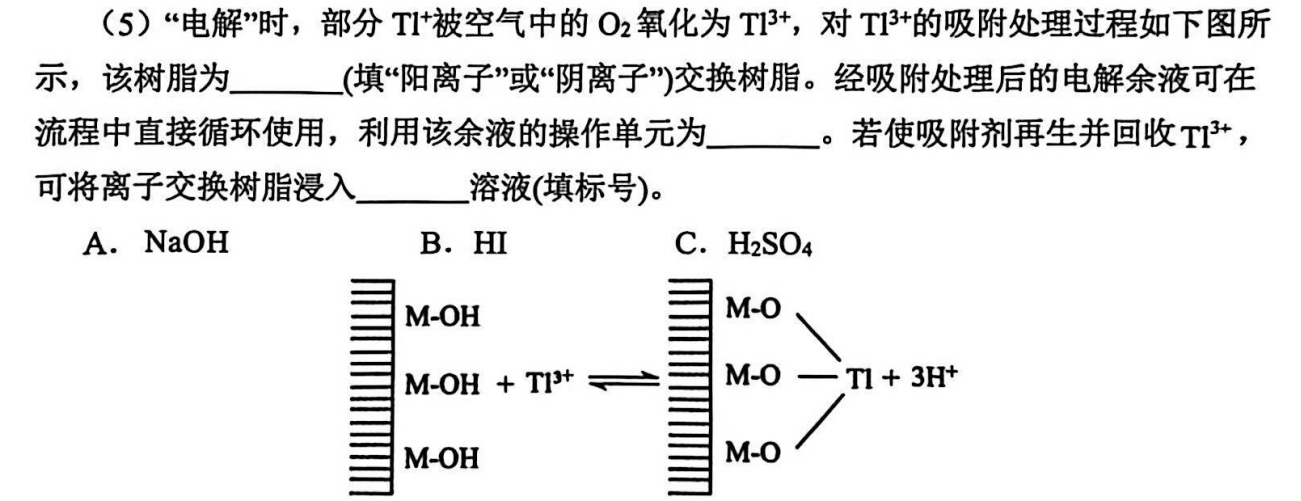 (5)“电解”时，部分 Tl⁺被空气中的 O₂ 氧化为 Tl³⁺，对 Tl³⁺的吸附处理过程如下图所
示，该树脂为______(填“阳离子”或“阴离子”)交换树脂。经吸附处理后的电解余液可在
流程中直接循环使用，利用该余液的操作单元为______。若使吸附剂再生并回收 Tl³⁺，
可将离子交换树脂浸入______溶液(填标号)。
A. NaOH B. HI C. H₂SO₄
M-OH M-O
M-OH + Tl³⁺ ⇌ M-O — Tl + 3H⁺
M-OH M-O